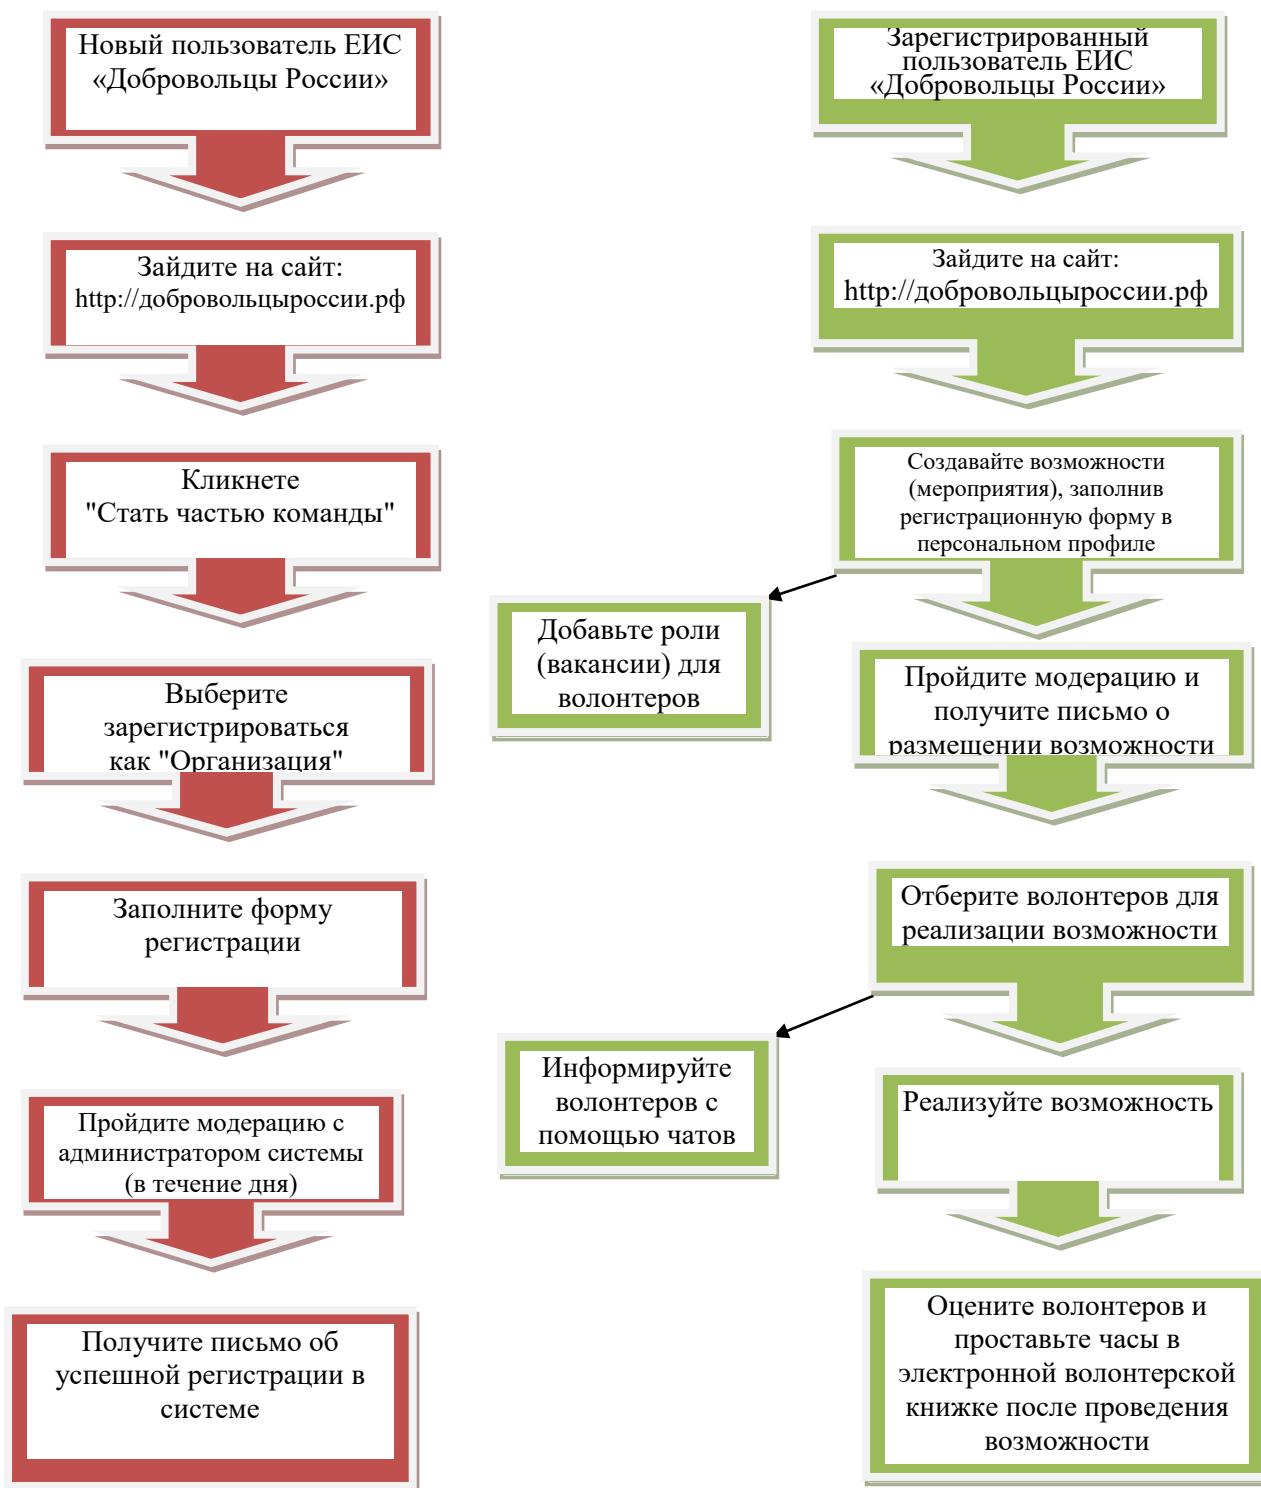 Новый пользователь ЕИС
«Добровольцы России»
Зайдите на сайт:
http://добровольцыроссии.рф
Кликнете
"Стать частью команды"
Выберите
зарегистрироваться
как "Организация"
Заполните форму
регистрации
Пройдите модерацию с
администратором системы
(в течение дня)
Получите письмо об
успешной регистрации в
системе
Зарегистрированный
пользователь ЕИС
«Добровольцы России»
Зайдите на сайт:
http://добровольцыроссии.рф
Создавайте возможности
(мероприятия), заполнив
регистрационную форму в
персональном профиле
Добавьте роли
(вакансии) для
волонтеров
Пройдите модерацию и
получите письмо о
размещении возможности
Отберите волонтеров для
реализации возможности
Информируйте
волонтеров с
помощью чатов
Реализуйте возможность
Оцените волонтеров и
проставьте часы в
электронной волонтерской
книжке после проведения
возможности